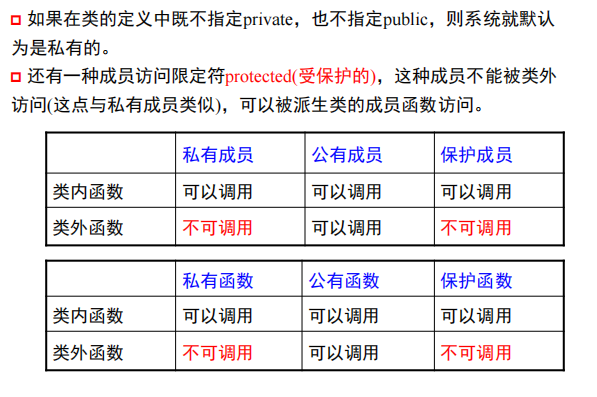 如果在类的定义中既不指定private，也不指定public，则系统就默认
为是私有的。
还有一种成员访问限定符protected(受保护的)，这种成员不能被类外
访问(这点与私有成员类似)，可以被派生类的成员函数访问。
私有成员 公有成员 保护成员
类内函数 可以调用 可以调用 可以调用
类外函数 不可调用 可以调用 不可调用
私有函数 公有函数 保护函数
类内函数 可以调用 可以调用 可以调用
类外函数 不可调用 可以调用 不可调用